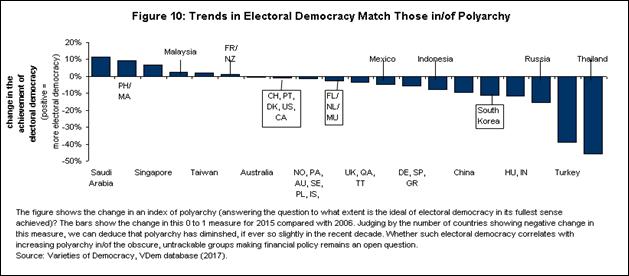 Figure 10: Trends in Electoral Democracy Match Those in/of Polyarchy
change in the
achievement of
electoral democracy
(positive =
more electoral democracy)
20%
10%
0%
-10%
-20%
-30%
-40%
-50%
Malaysia
FR/
NZ
Mexico
Indonesia
Russia
Thailand
PH/
MA
CH, PT,
DK, US,
CA
FL/
NL/
MU
South
Korea
Saudi
Arabia
Singapore
Taiwan
Australia
NO, PA,
AU, SE,
PL, IS,
UK, QA,
TT
DE, SP,
GR
China
HU, IN
Turkey
The figure shows the change in an index of polyarchy (answering the question to what extent is the ideal of electoral democracy in its fullest sense
achieved)? The bars show the change in this 0 to 1 measure for 2015 compared with 2006. Judging by the number of countries showing negative change in
this measure, we can deduce that polyarchy has diminished, if ever so slightly in the recent decade. Whether such electoral democracy correlates with
increasing polyarchy in/of the obscure, untrackable groups making financial policy remains an open question.
Source: Varieties of Democracy, VDem database (2017).